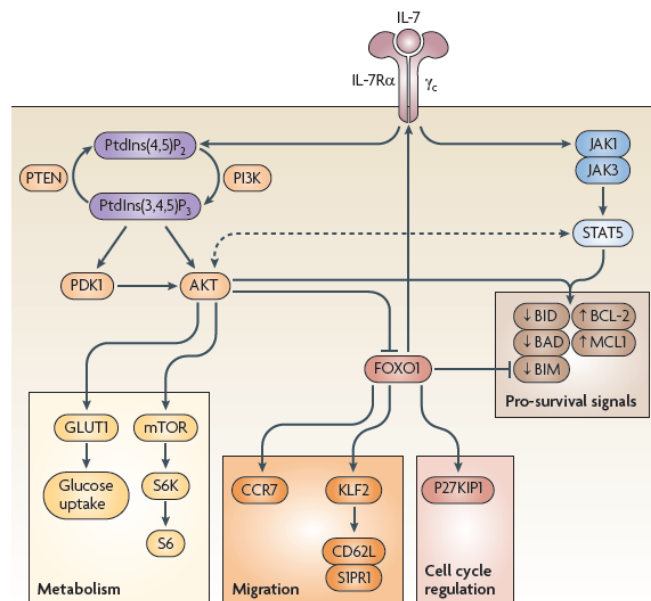 IL-7
IL-7Rα
γc
PtdIns(4,5)P2
JAK1
PTEN
PI3K
JAK3
PtdIns(3,4,5)P3
STAT5
PDK1
AKT
↓ BID
↑ BCL-2
↓ BAD
↑ MCL1
↓ BIM
FOXO1
Pro-survival signals
GLUT1
mTOR
Glucose
uptake
S6K
S6
Metabolism
CCR7
KLF2
CD62L
S1PR1
Migration
P27KIP1
Cell cycle
regulation